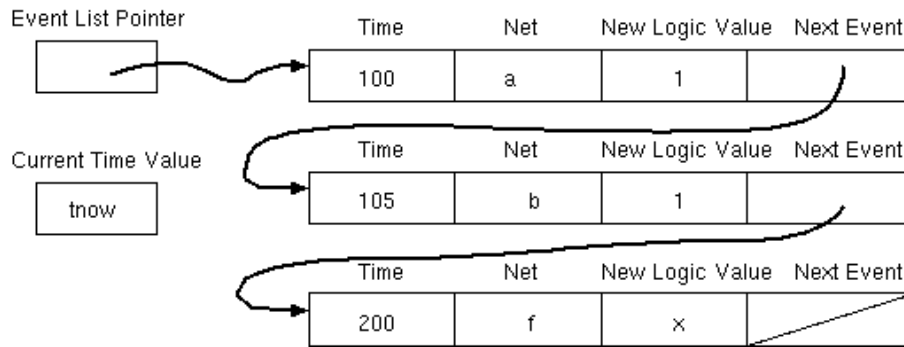 Event List Pointer
Time Net New Logic Value Next Event
100 a 1
Current Time Value
Time Net New Logic Value Next Event
tnow
105 b 1
Time Net New Logic Value Next Event
200 f x